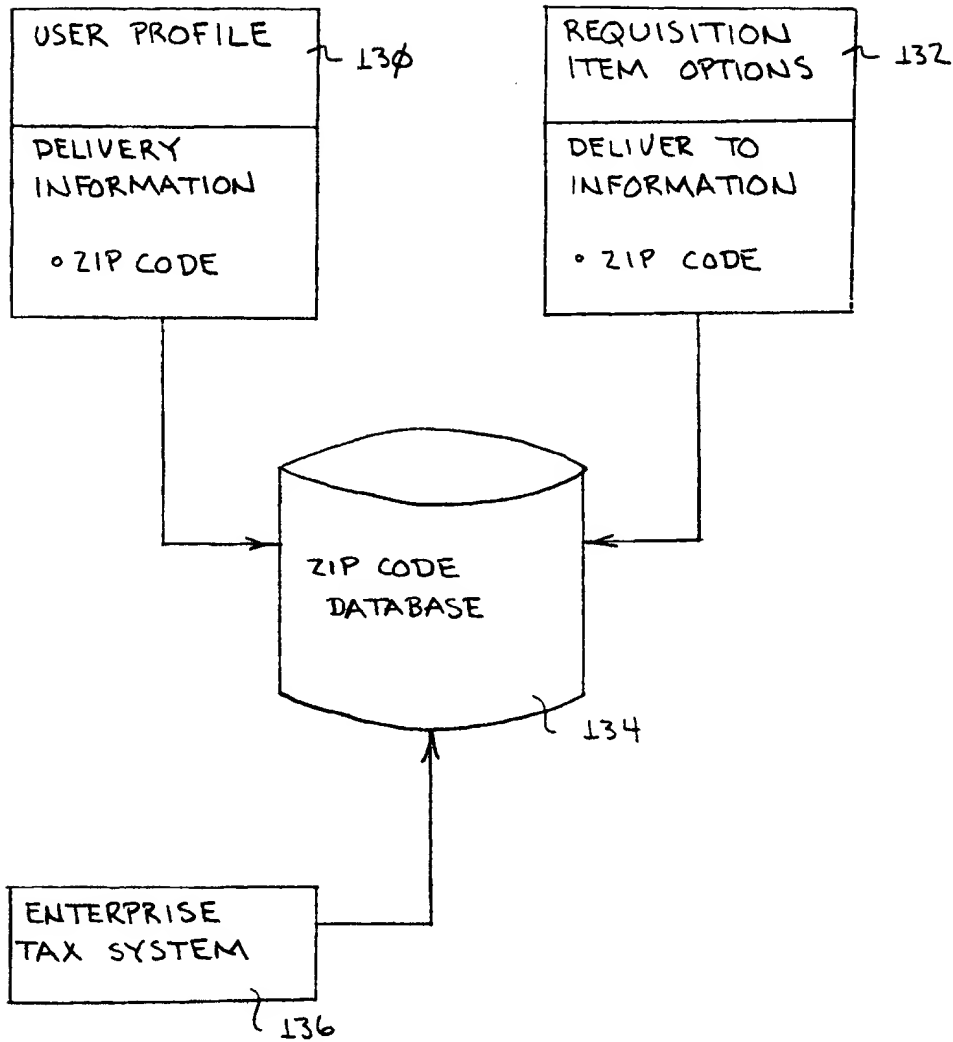 USER PROFILE
130
DELIVERY
INFORMATION
• ZIP CODE
REQUISITION
ITEM OPTIONS
132
DELIVER TO
INFORMATION
• ZIP CODE
ZIP CODE
DATABASE
134
ENTERPRISE
TAX SYSTEM
136